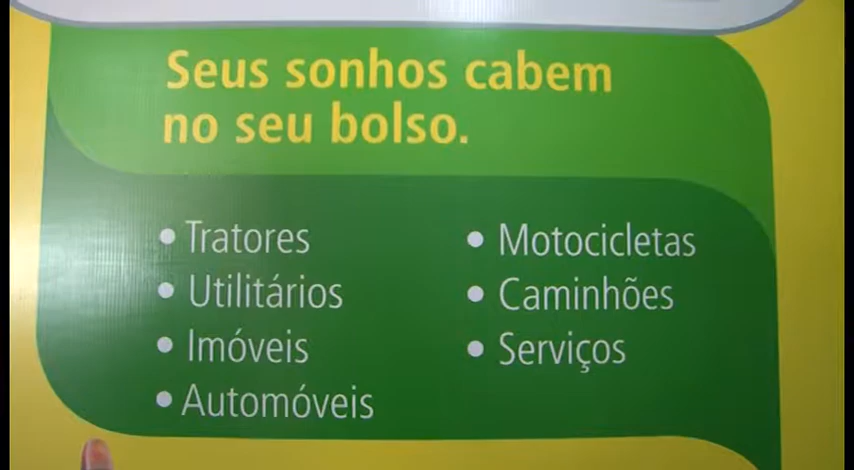 Seus sonhos cabem
no seu bolso.
• Tratores
• Utilitários
• Imóveis
• Automóveis
• Motocicletas
• Caminhões
• Serviços